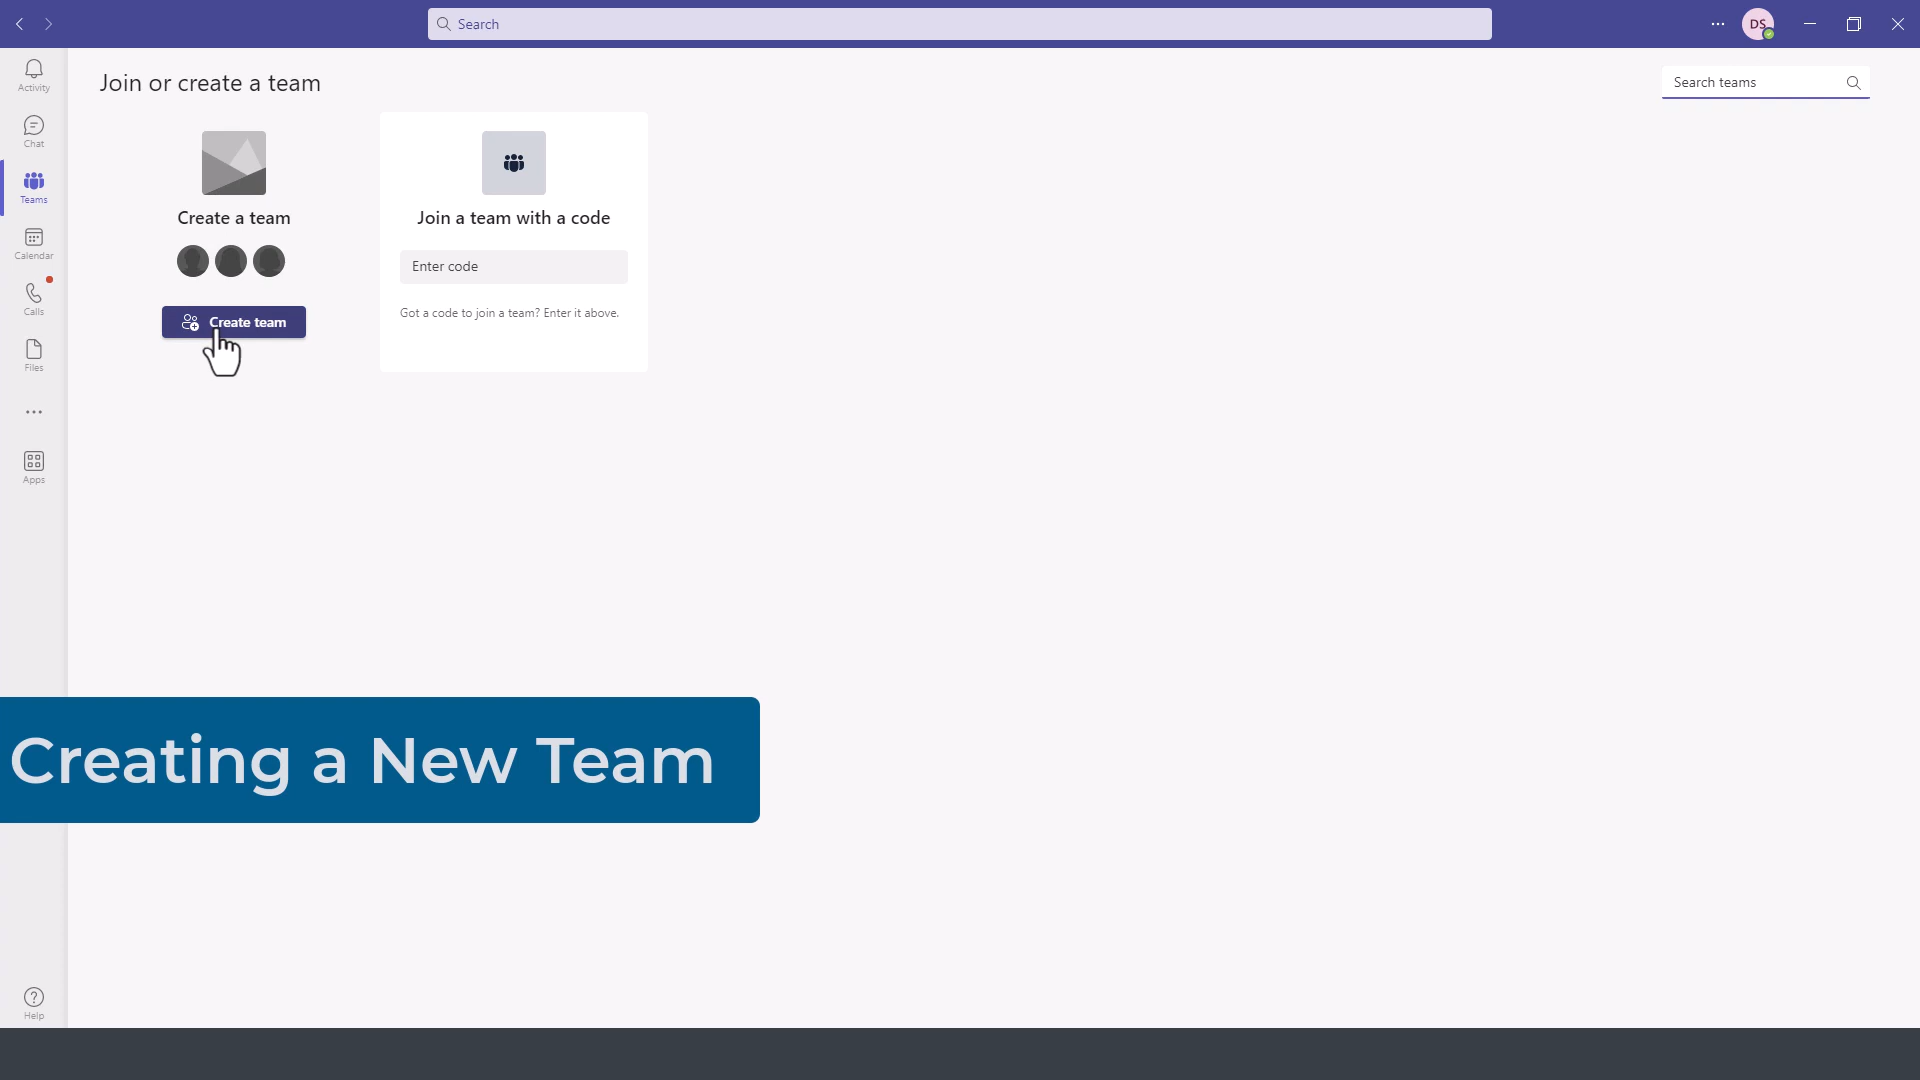 Search
DS
Activity
Chat
Teams
Calendar
Calls
Files
Apps
Help
Join or create a team
Search teams
Create a team
Create team
Join a team with a code
Enter code
Got a code to join a team? Enter it above.
Creating a New Team